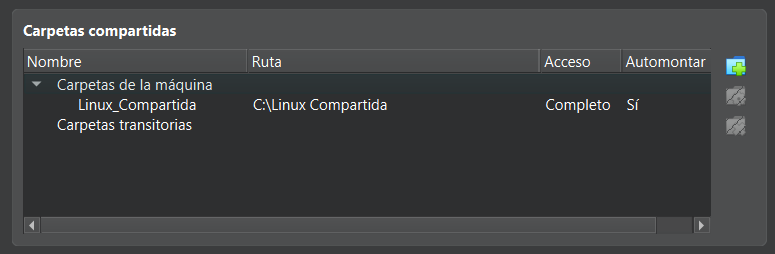 Carpetas compartidas
Nombre Ruta Acceso Automontar
Carpetas de la máquina
Linux_Compartida C:\Linux Compartida Completo Sí
Carpetas transitorias